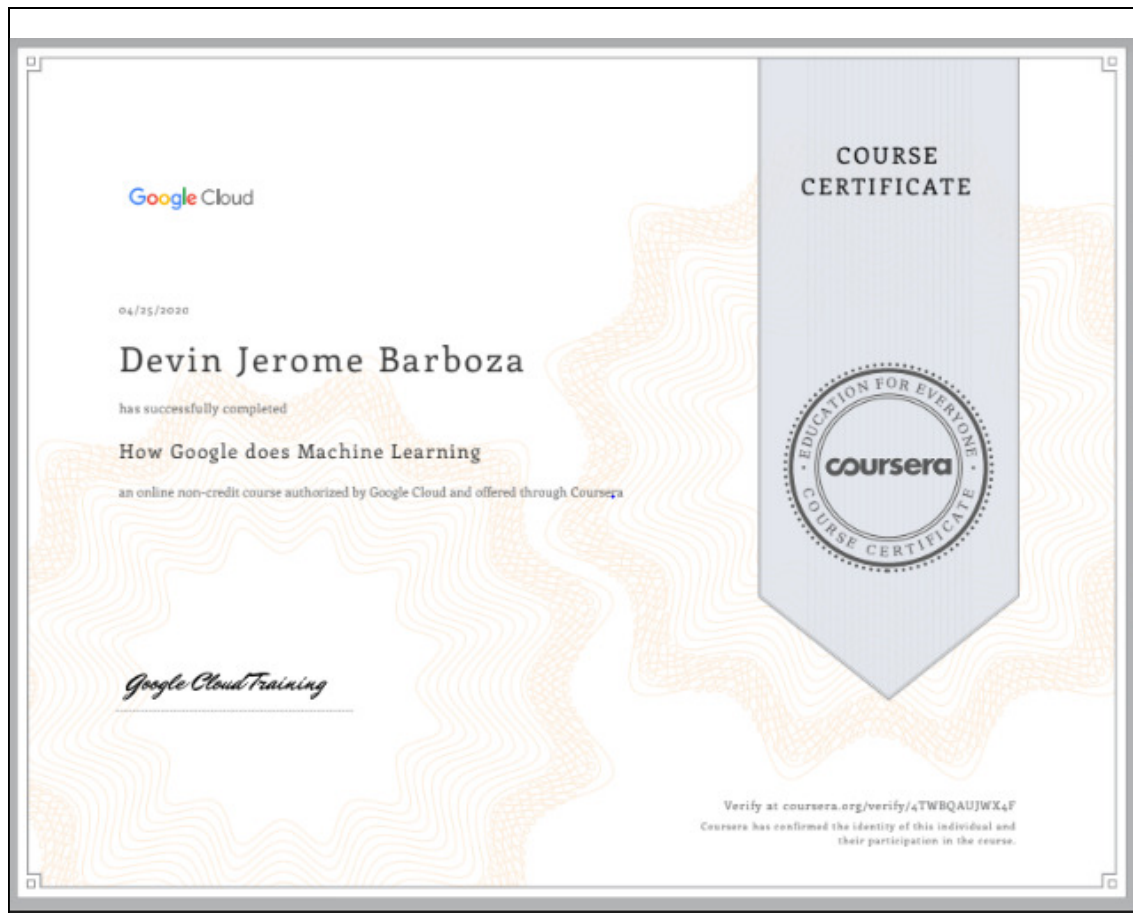 Google Cloud
COURSE
CERTIFICATE
04/25/2020
Devin Jerome Barboza
has successfully completed
How Google does Machine Learning
an online non-credit course authorized by Google Cloud and offered through Coursera
EDUCATION FOR EVERYONE
coursera
COURSE CERTIFICATE
Google Cloud Training
Verify at coursera.org/verify/4TWBQAUJWX4F
Coursera has confirmed the identity of this individual and
their participation in the course.